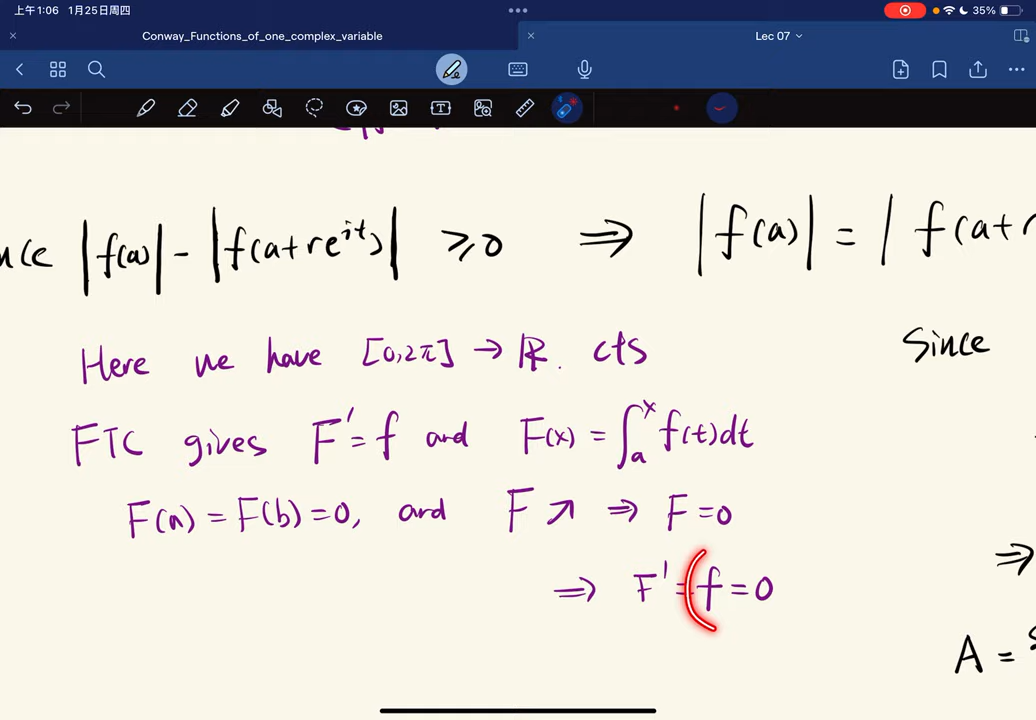 上午1:06 1月25日周四
35%
Conway_Functions_of_one_complex_variable
Lec 07
|f(a)| - |f(a+re^{it})| ≥0 ⇒ |f(a)| = | f(a+r
Here we have [0,2π] → ℝ. cts
Since
FTC gives F'=f and F(x) = ∫_a^x f(t)dt
F(a) = F(b) =0, and F ↗ ⇒ F =0
⇒
⇒ F' = f = 0
A =